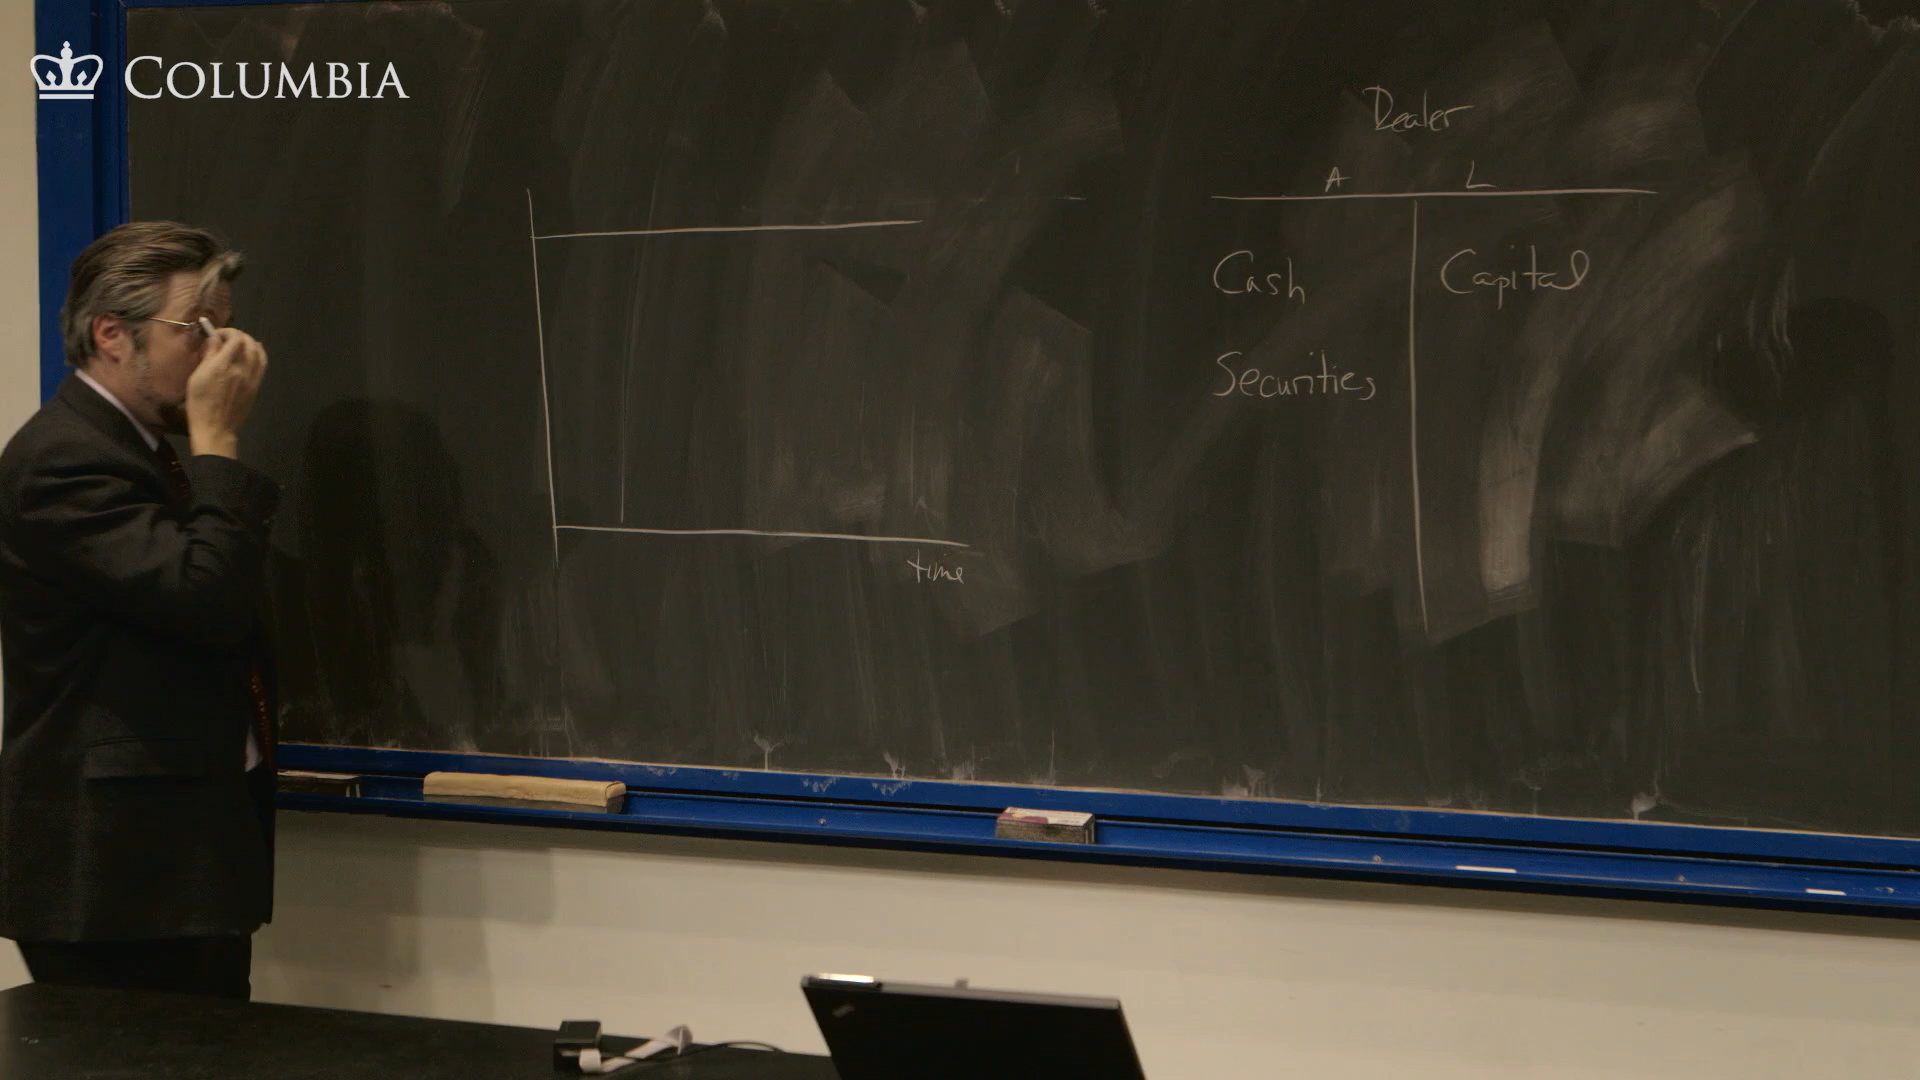 COLUMBIA
time
Dealer
A L
Cash Capital
Securities